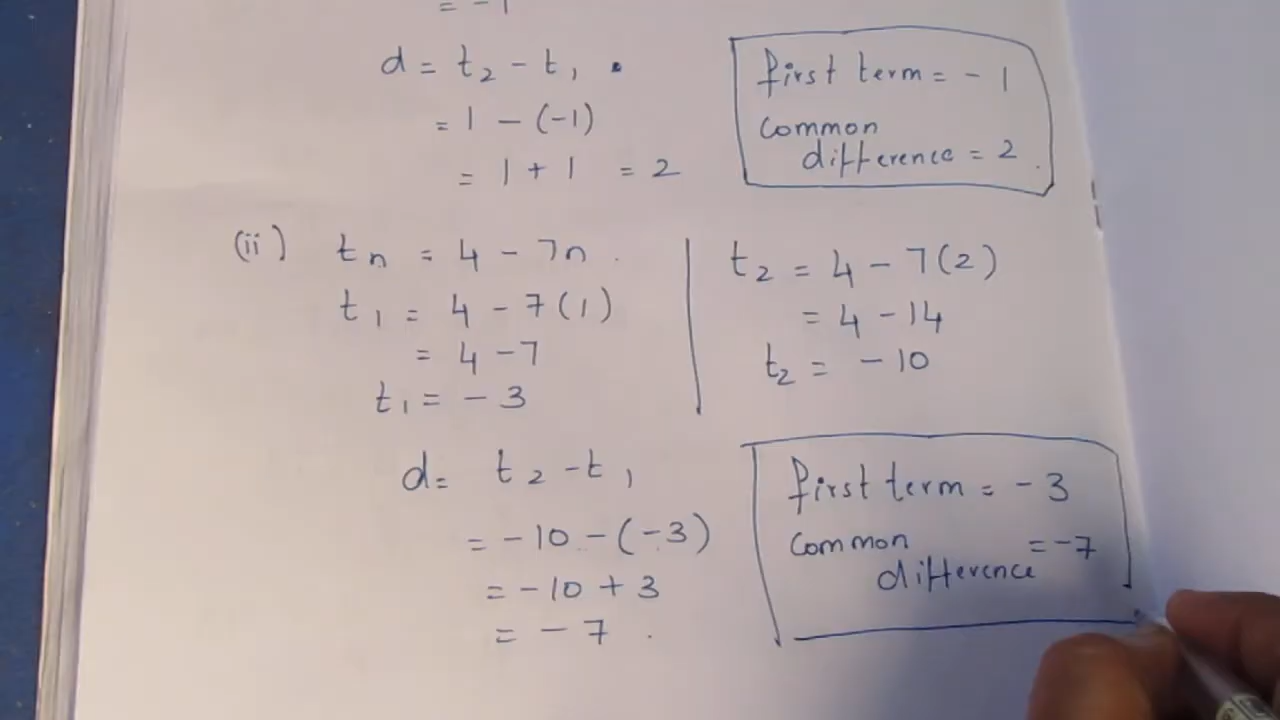 = -1
d = t₂ - t₁
= 1 - (-1)
= 1 + 1 = 2
first term = - 1
common
difference = 2
(ii) tn = 4 - 7n
t₁ = 4 - 7(1)
= 4 - 7
t₁ = - 3
t₂ = 4 - 7(2)
= 4 - 14
t₂ = - 10
d = t₂ - t₁
= - 10 - (-3)
= - 10 + 3
= - 7
first term = - 3
common = - 7
difference